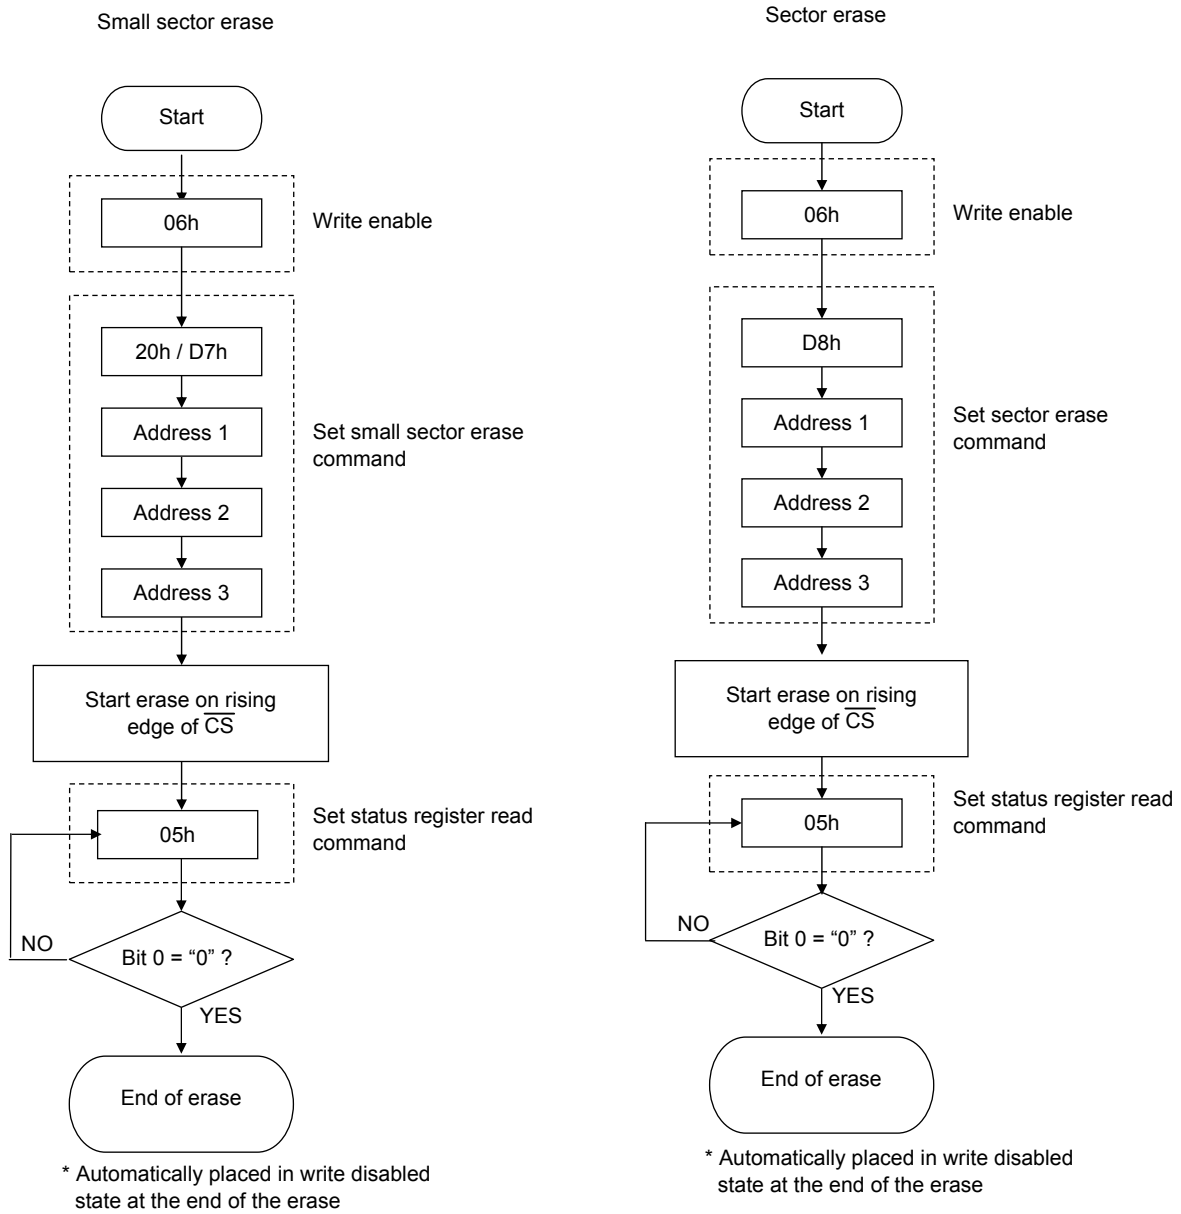 Small sector erase
Start
06h
Write enable
20h / D7h
Address 1
Set small sector erase
command
Address 2
Address 3
Start erase on rising
edge of C̅S̅
05h
Set status register read
command
NO
Bit 0 = “0” ?
YES
End of erase
* Automatically placed in write disabled
state at the end of the erase
Sector erase
Start
06h
Write enable
D8h
Address 1
Set sector erase
command
Address 2
Address 3
Start erase on rising
edge of C̅S̅
05h
Set status register read
command
NO
Bit 0 = “0” ?
YES
End of erase
* Automatically placed in write disabled
state at the end of the erase